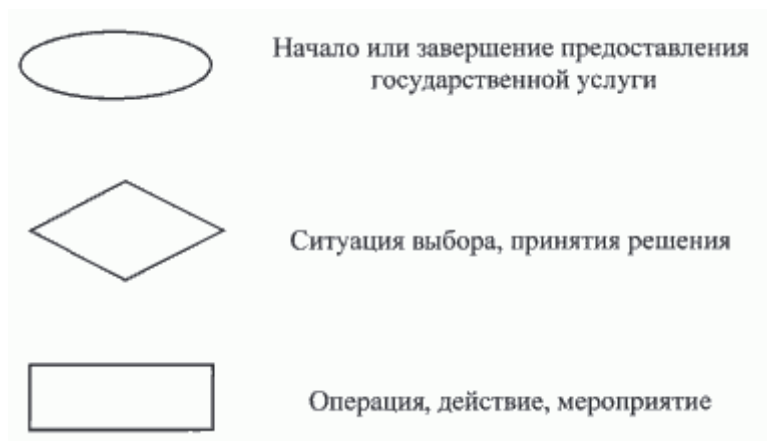 Начало или завершение предоставления
государственной услуги
Ситуация выбора, принятия решения
Операция, действие, мероприятие